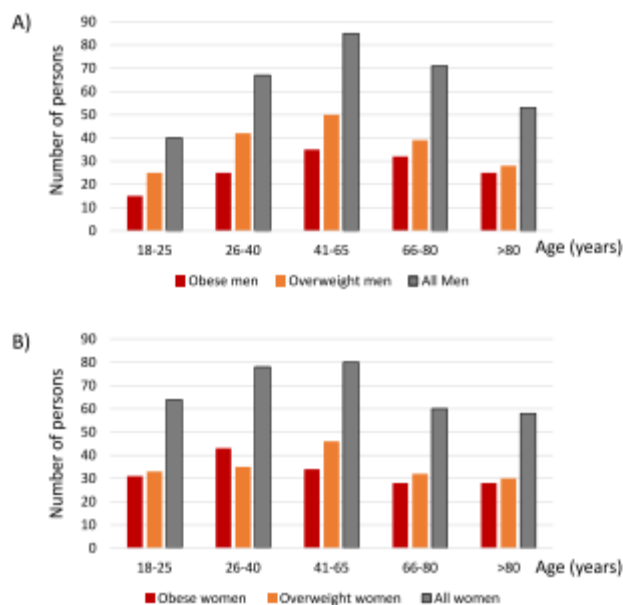 A)
Number of persons
90
80
70
60
50
40
30
20
10
0
18-25 26-40 41-65 66-80 >80 Age (years)
Obese men Overweight men All Men
B)
Number of persons
90
80
70
60
50
40
30
20
10
0
18-25 26-40 41-65 66-80 >80 Age (years)
Obese women Overweight women All women